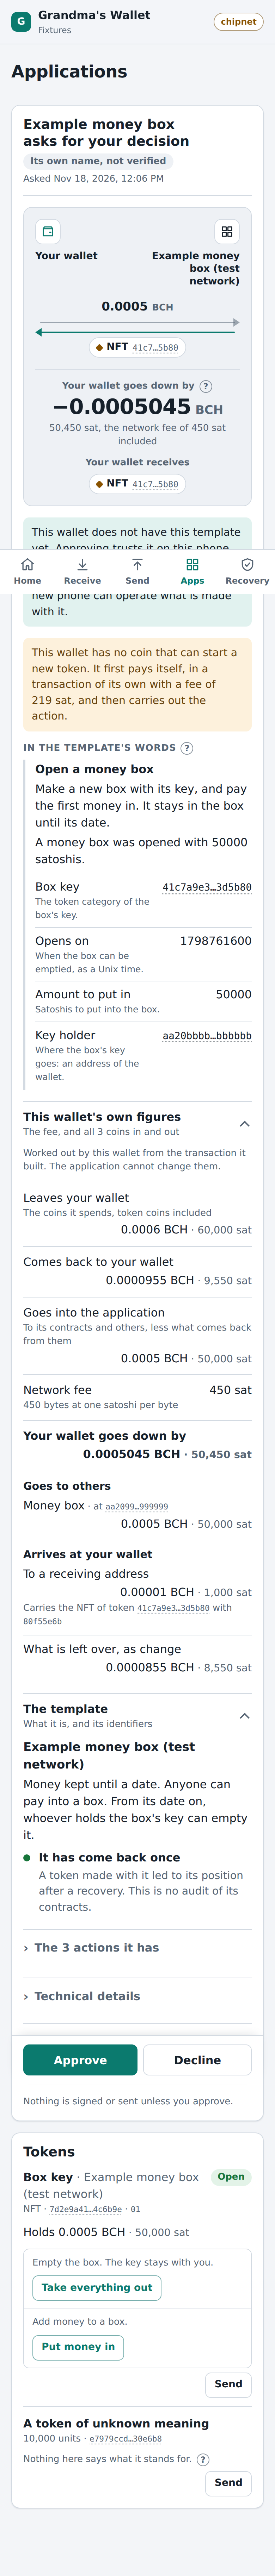 G
Grandma's Wallet
Fixtures
chipnet
Applications
Example money box
asks for your decision
Its own name, not verified
Asked Nov 18, 2026, 12:06 PM
Your wallet
Example money
box (test
network)
0.0005 BCH
NFT 41c7…5b80
Your wallet goes down by ?
−0.0005045 BCH
50,450 sat, the network fee of 450 sat
included
Your wallet receives
NFT 41c7…5b80
This wallet does not have this template
yet. Approving trusts it on this phone
Home
Receive
Send
Apps
Recovery
new phone can operate what is made
with it.
This wallet has no coin that can start a
new token. It first pays itself, in a
transaction of its own with a fee of
219 sat, and then carries out the
action.
IN THE TEMPLATE'S WORDS ?
Open a money box
Make a new box with its key, and pay
the first money in. It stays in the box
until its date.
A money box was opened with 50000
satoshis.
Box key 41c7a9e3…3d5b80
The token category of the
box's key.
Opens on 1798761600
When the box can be
emptied, as a Unix time.
Amount to put in 50000
Satoshis to put into the box.
Key holder aa20bbbb…bbbbbb
Where the box's key
goes: an address of the
wallet.
This wallet's own figures
The fee, and all 3 coins in and out
Worked out by this wallet from the transaction it
built. The application cannot change them.
Leaves your wallet
The coins it spends, token coins included
0.0006 BCH · 60,000 sat
Comes back to your wallet
0.0000955 BCH · 9,550 sat
Goes into the application
To its contracts and others, less what comes back
from them
0.0005 BCH · 50,000 sat
Network fee 450 sat
450 bytes at one satoshi per byte
Your wallet goes down by
0.0005045 BCH · 50,450 sat
Goes to others
Money box · at aa2099…999999
0.0005 BCH · 50,000 sat
Arrives at your wallet
To a receiving address
0.00001 BCH · 1,000 sat
Carries the NFT of token 41c7a9e3…3d5b80 with
80f55e6b
What is left over, as change
0.0000855 BCH · 8,550 sat
The template
What it is, and its identifiers
Example money box (test
network)
Money kept until a date. Anyone can
pay into a box. From its date on,
whoever holds the box's key can empty
it.
It has come back once
A token made with it led to its position
after a recovery. This is no audit of its
contracts.
› The 3 actions it has
› Technical details
Approve
Decline
Nothing is signed or sent unless you approve.
Tokens
Box key · Example money box
(test network)
Open
NFT · 7d2e9a41…4c6b9e · 01
Holds 0.0005 BCH · 50,000 sat
Empty the box. The key stays with you.
Take everything out
Add money to a box.
Put money in
Send
A token of unknown meaning
10,000 units · e7979ccd…30e6b8
Nothing here says what it stands for. ?
Send